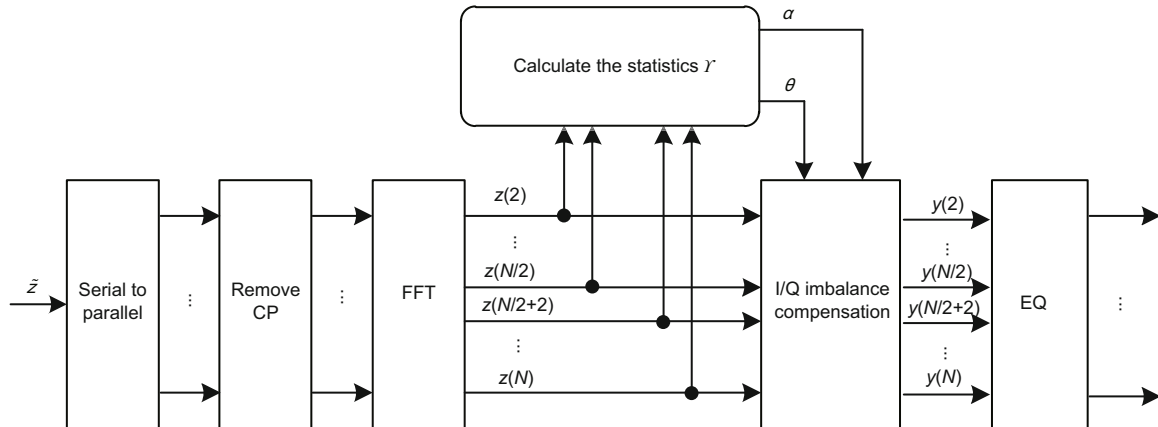 α
Calculate the statistics r
θ
z(2)
⋮
z(N/2)
z(N/2+2)
⋮
z(N)
z̃
Serial to
parallel
⋮
Remove
CP
⋮
FFT
I/Q imbalance
compensation
y(2)
⋮
y(N/2)
y(N/2+2)
⋮
y(N)
EQ
⋮